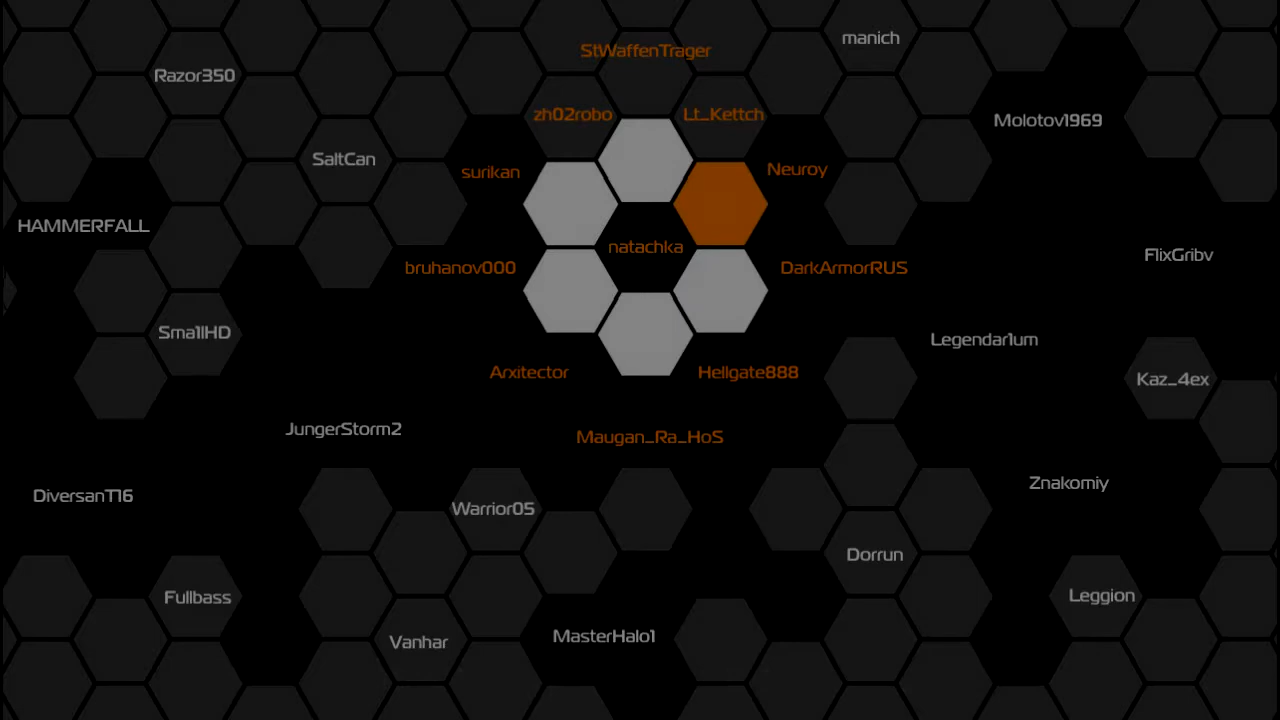 manich
StWaffenTrager
Razor350
zh02robo
Lt_Kettch
Molotov1969
SaltCan
surikan
Neuroy
HAMMERFALL
natachka
FlixGribv
bruhanov000
DarkArmorRUS
Sma1lHD
Legendar1um
Arxitector
Hellgate888
Kaz_4ex
JungerStorm2
Maugan_Ra_HoS
Znakomiy
DiversanT16
Warrior05
Dorrun
Fullbass
Leggion
Vanhar
MasterHalo1